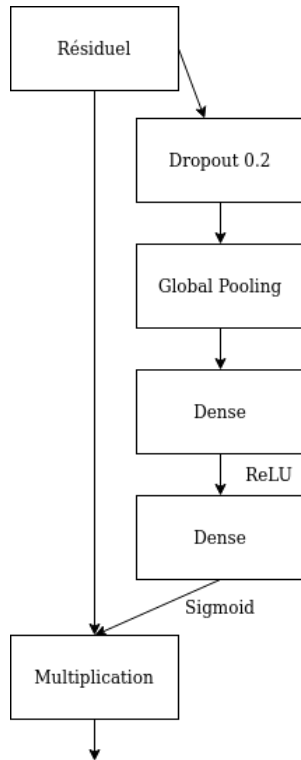 Résiduel
Dropout 0.2
Global Pooling
Dense
ReLU
Dense
Sigmoid
Multiplication